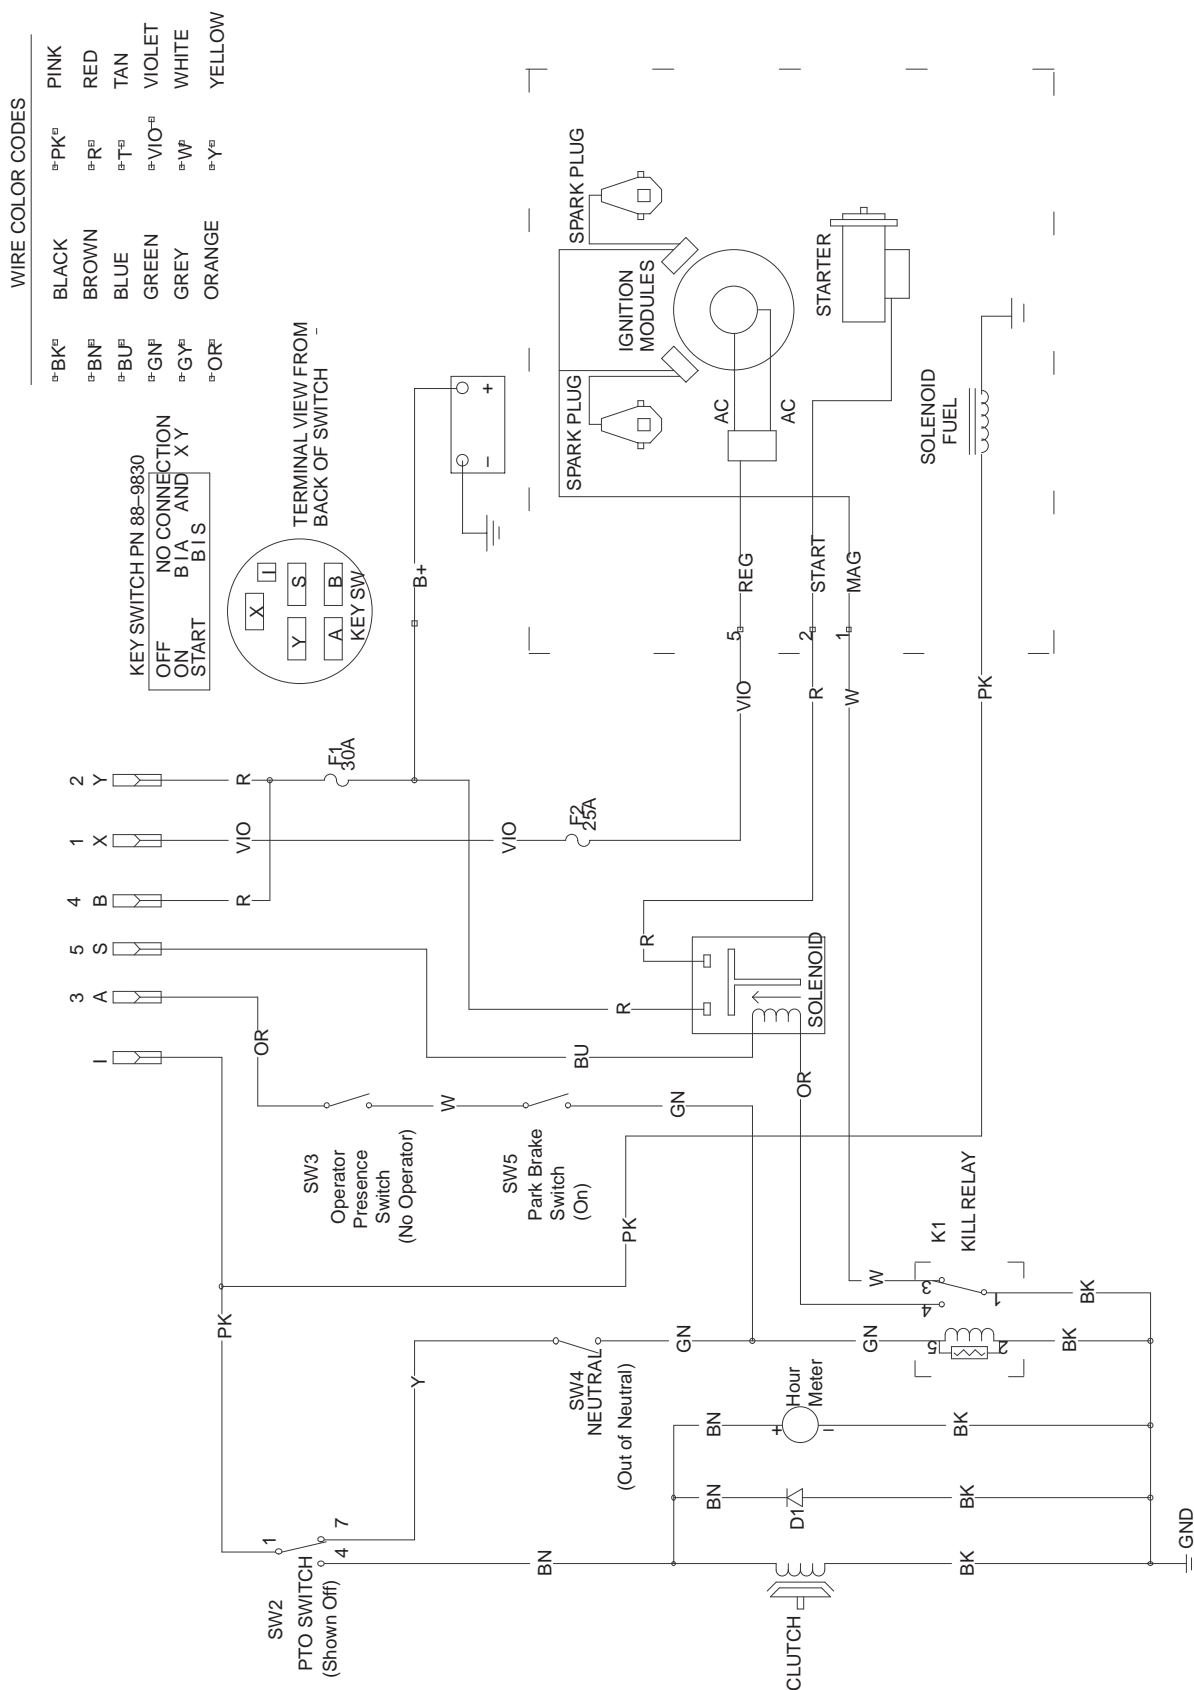 WIRE COLOR CODES
BK BLACK PK PINK
BN BROWN R RED
BU BLUE T TAN
GN GREEN VIO VIOLET
GY GREY W WHITE
OR ORANGE Y YELLOW
KEY SWITCH PN 88–9830
OFF NO CONNECTION
ON B I A AND X Y
START B I S
X
I
Y
S
A
B
KEY SW
TERMINAL VIEW FROM
BACK OF SWITCH
–
+
B+
2 Y
1 X
4 B
5 S
3 A
I
R
VIO
R
F1
30A
VIO
F2
25A
OR
BU
R
R
SOLENOID
OR
SPARK PLUG
SPARK PLUG
IGNITION
MODULES
AC
AC
STARTER
SOLENOID
FUEL
REG
START
MAG
5
2
1
VIO
R
W
PK
SW3
Operator
Presence
Switch
(No Operator)
W
SW5
Park Brake
Switch
(On)
GN
PK
PK
K1
KILL RELAY
W
3
4
1
BK
SW4
NEUTRAL
(Out of Neutral)
Y
GN
GN
5
2
BK
Hour
Meter
BN
+
–
BK
BN
D1
BK
SW2
PTO SWITCH
(Shown Off)
1
7
4
BN
CLUTCH
BK
GND